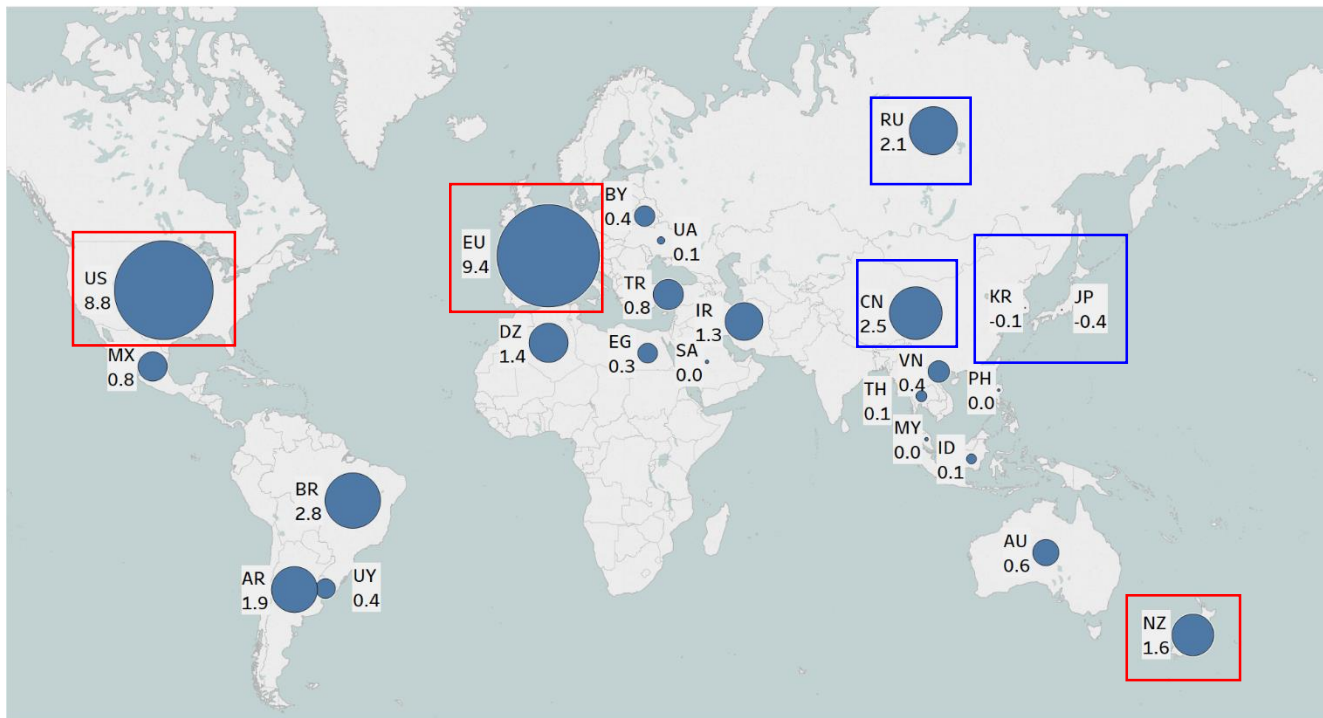 RU
2.1
BY
0.4
EU
9.4
UA
0.1
US
8.8
TR
0.8
IR
1.3
CN
2.5
KR
-0.1
JP
-0.4
MX
0.8
DZ
1.4
EG
0.3
SA
0.0
VN
0.4
TH
0.1
PH
0.0
MY
0.0
ID
0.1
BR
2.8
AR
1.9
UY
0.4
AU
0.6
NZ
1.6